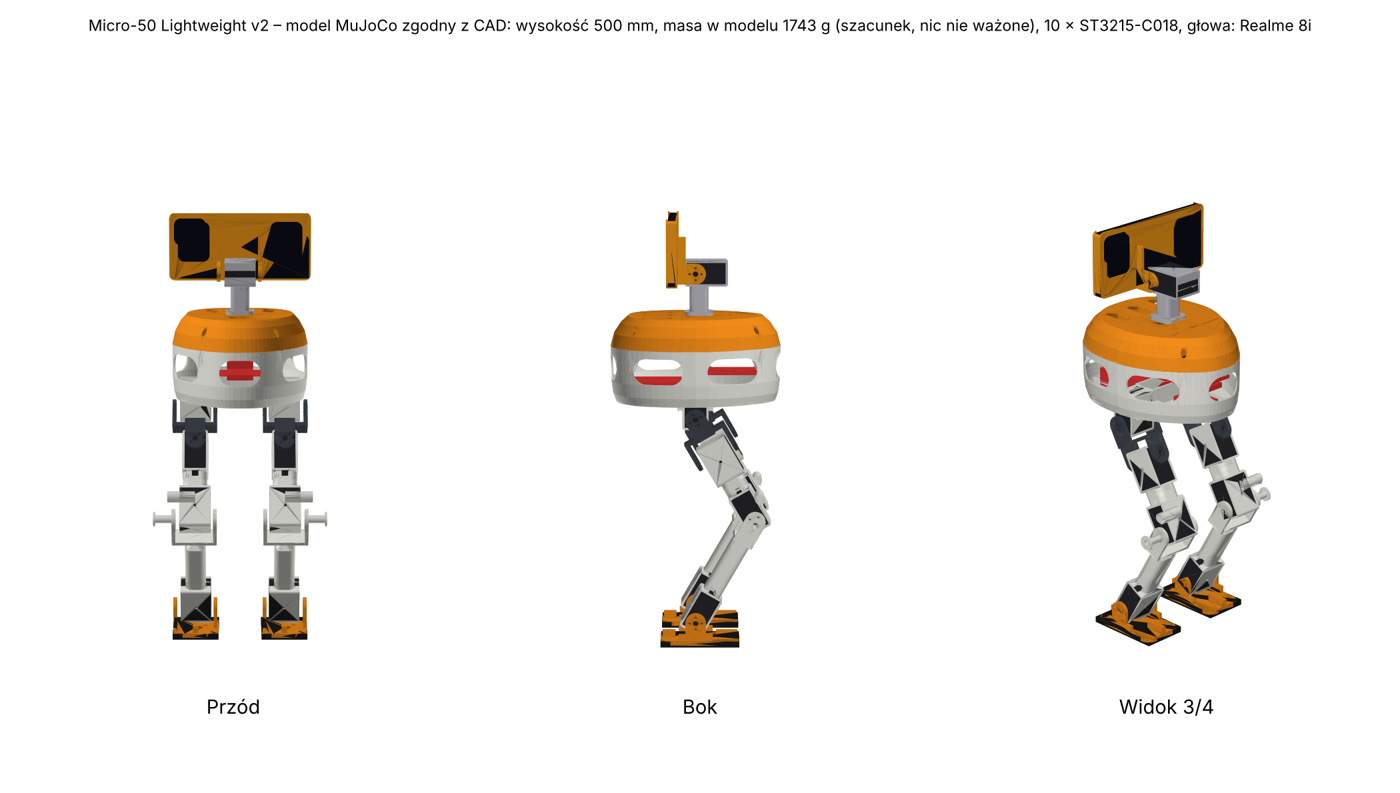 Micro-50 Lightweight v2 – model MuJoCo zgodny z CAD: wysokość 500 mm, masa w modelu 1743 g (szacunek, nic nie ważone), 10 × ST3215-C018, głowa: Realme 8i
Przód
Bok
Widok 3/4